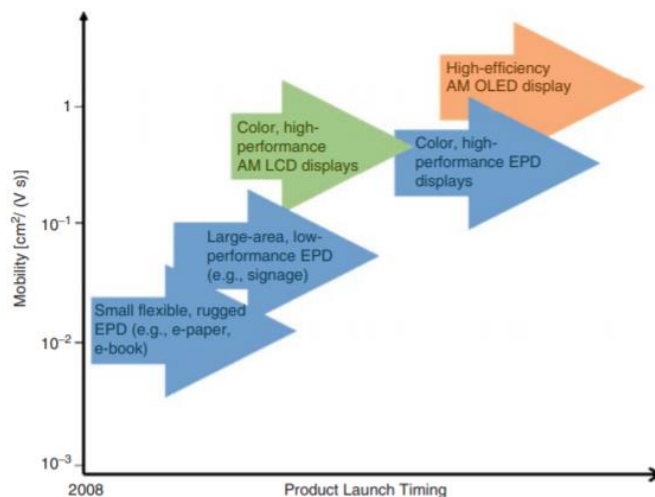 High-efficiency
AM OLED display
1
Color, high-
performance
AM LCD displays
Color, high-
performance EPD
displays
Mobility [cm²/ (V s)]
10⁻¹
Large-area, low-
performance EPD
(e.g., signage)
Small flexible, rugged
EPD (e.g., e-paper,
e-book)
10⁻²
10⁻³
2008
Product Launch Timing